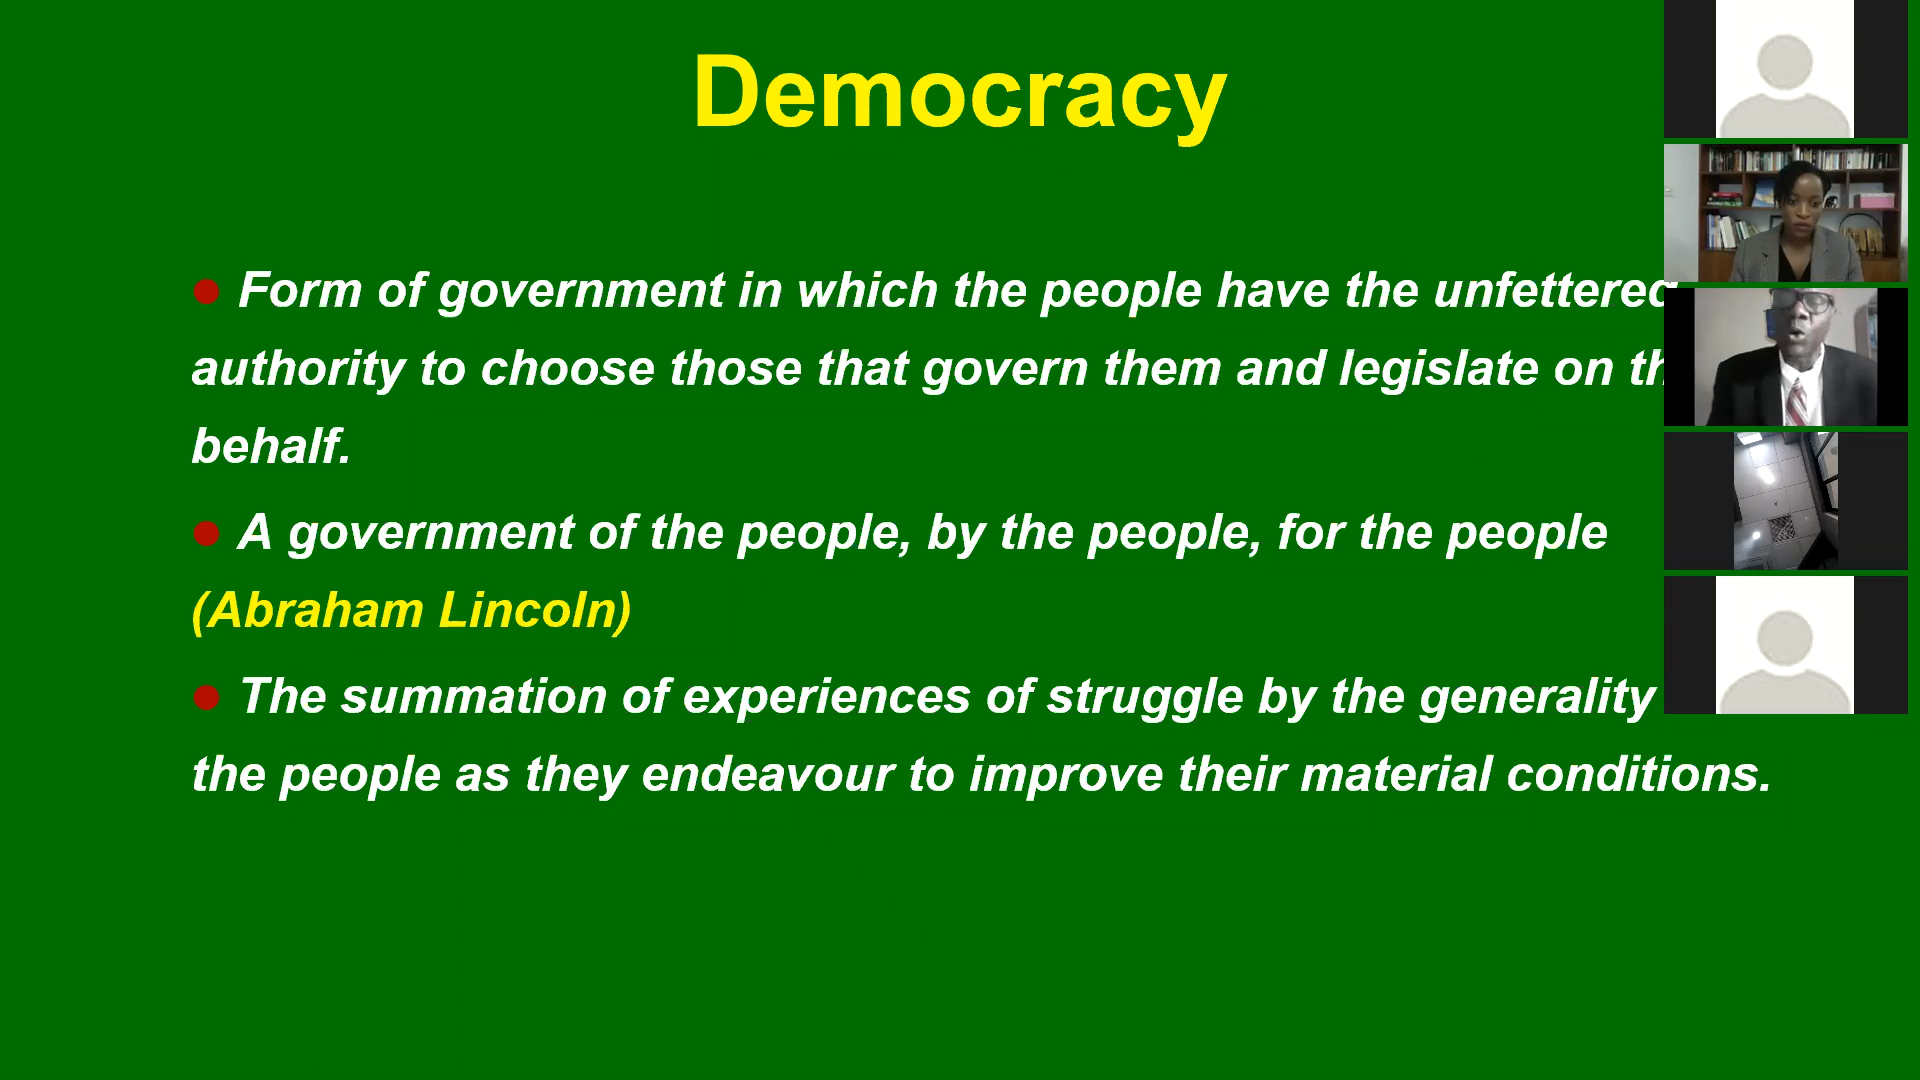 Democracy
● Form of government in which the people have the unfettered
authority to choose those that govern them and legislate on
behalf.
● A government of the people, by the people, for the people
(Abraham Lincoln)
● The summation of experiences of struggle by the generality
the people as they endeavour to improve their material conditions.